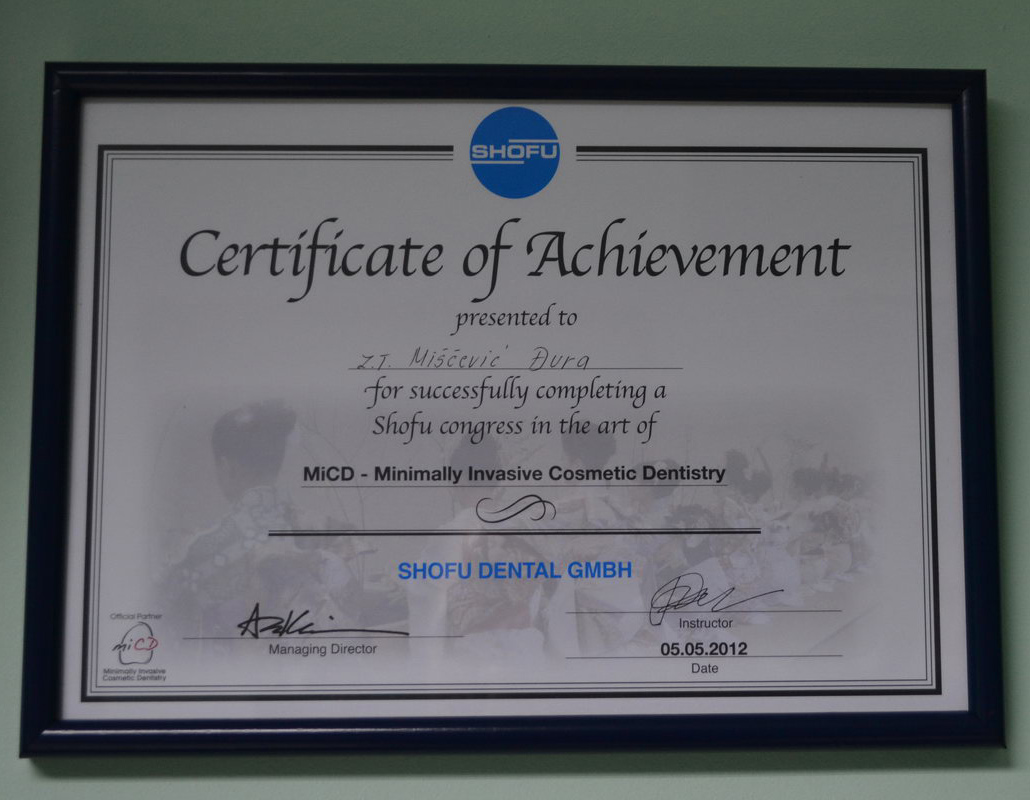 SHOFU
Certificate of Achievement
presented to
Z.T. Miščević Đura
for successfully completing a
Shofu congress in the art of
MiCD - Minimally Invasive Cosmetic Dentistry
SHOFU DENTAL GMBH
Official Partner
miCD
Minimally Invasive
Cosmetic Dentistry
Managing Director
Instructor
05.05.2012
Date